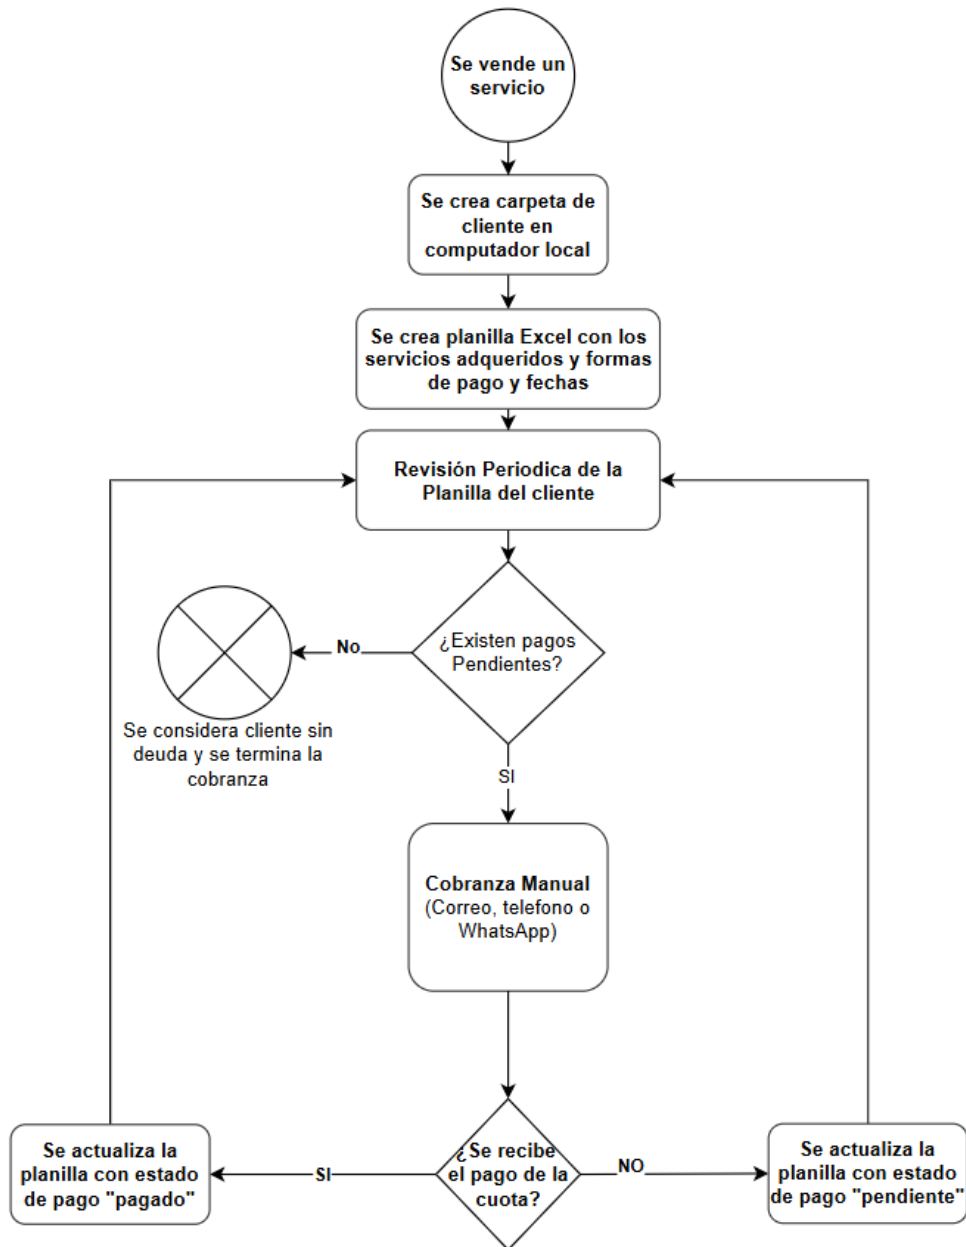 Se vende un
servicio
Se crea carpeta de
cliente en
computador local
Se crea planilla Excel con los
servicios adqueridos y formas
de pago y fechas
Revisión Periodica de la
Planilla del cliente
¿Existen pagos
Pendientes?
No
Se considera cliente sin
deuda y se termina la
cobranza
SI
Cobranza Manual
(Correo, telefono o
WhatsApp)
¿Se recibe
el pago de la
cuota?
SI
Se actualiza la
planilla con estado
de pago "pagado"
NO
Se actualiza la
planilla con estado
de pago "pendiente"